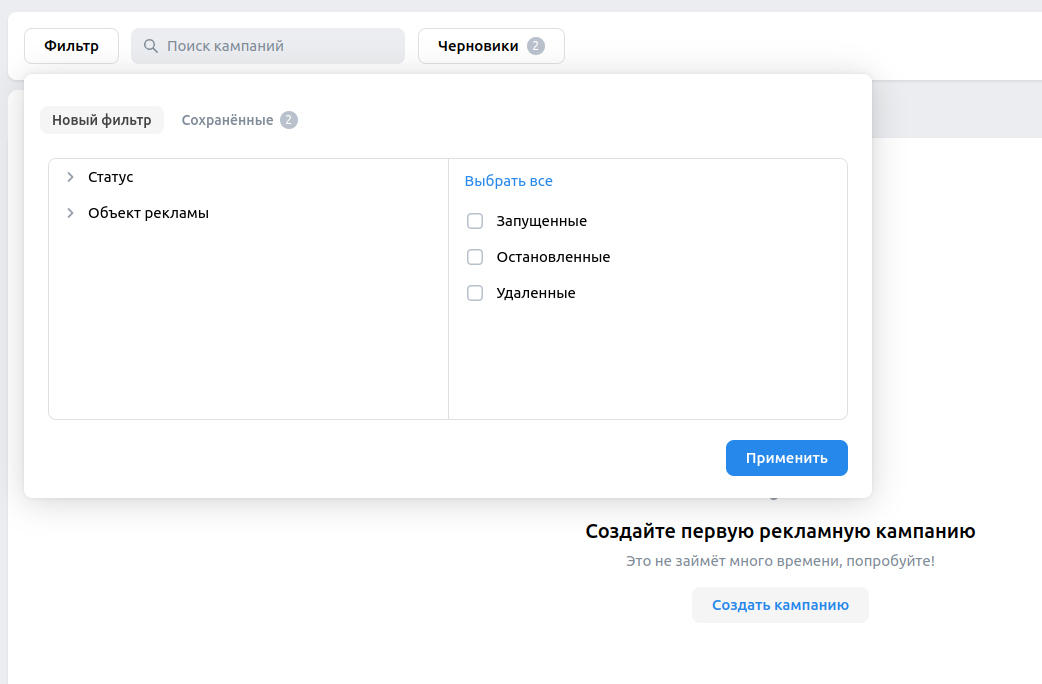 Фильтр
Поиск кампаний
Черновики 2
Новый фильтр
Сохранённые 2
Статус
Объект рекламы
Выбрать все
Запущенные
Остановленные
Удаленные
Применить
Создайте первую рекламную кампанию
Это не займёт много времени, попробуйте!
Создать кампанию